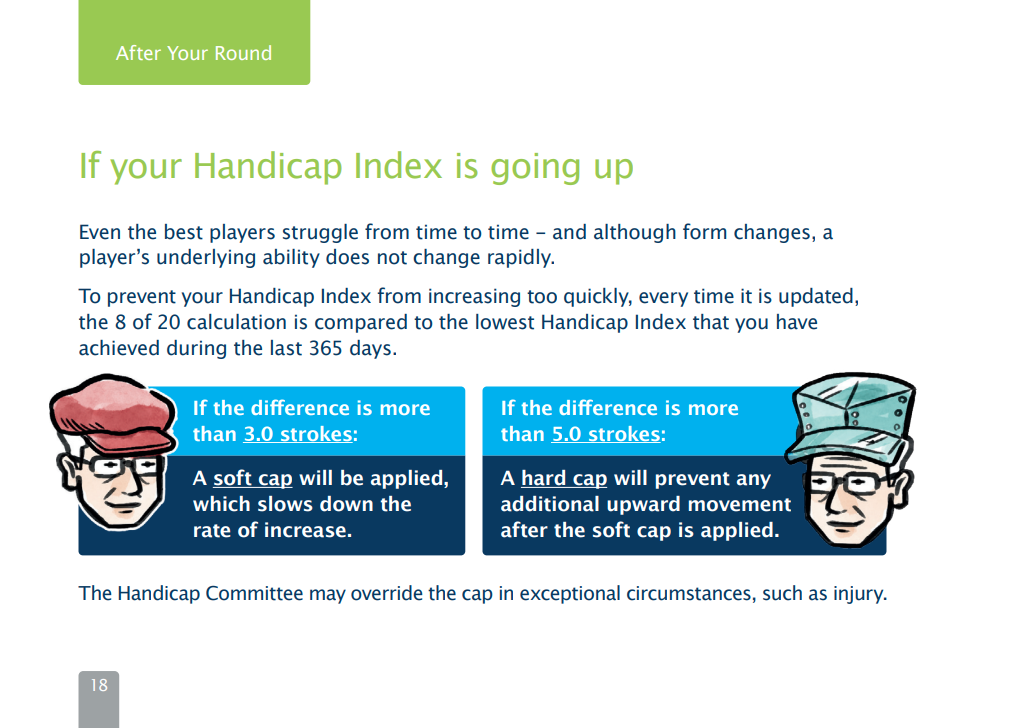 After Your Round
If your Handicap Index is going up
Even the best players struggle from time to time – and although form changes, a
player’s underlying ability does not change rapidly.
To prevent your Handicap Index from increasing too quickly, every time it is updated,
the 8 of 20 calculation is compared to the lowest Handicap Index that you have
achieved during the last 365 days.
If the difference is more
than 3.0 strokes:
A soft cap will be applied,
which slows down the
rate of increase.
If the difference is more
than 5.0 strokes:
A hard cap will prevent any
additional upward movement
after the soft cap is applied.
The Handicap Committee may override the cap in exceptional circumstances, such as injury.
18